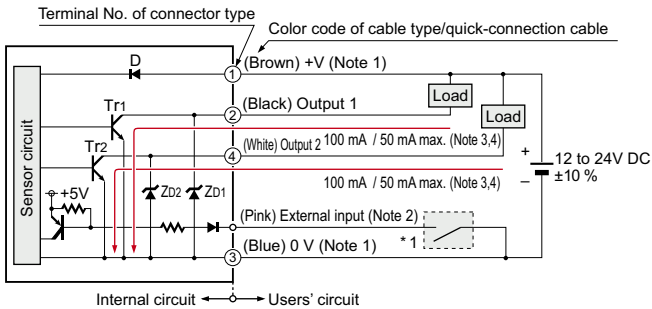 Terminal No. of connector type
Color code of cable type/quick-connection cable
D
1
(Brown) +V (Note 1)
Tr1
2
(Black) Output 1
Load
Load
Tr2
4
(White) Output 2
100 mA / 50 mA max. (Note 3,4)
Sensor circuit
+5V
ZD2
ZD1
100 mA / 50 mA max. (Note 3,4)
+
−
12 to 24V DC
±10 %
(Pink) External input (Note 2)
*1
3
(Blue) 0 V (Note 1)
Internal circuit
Users' circuit